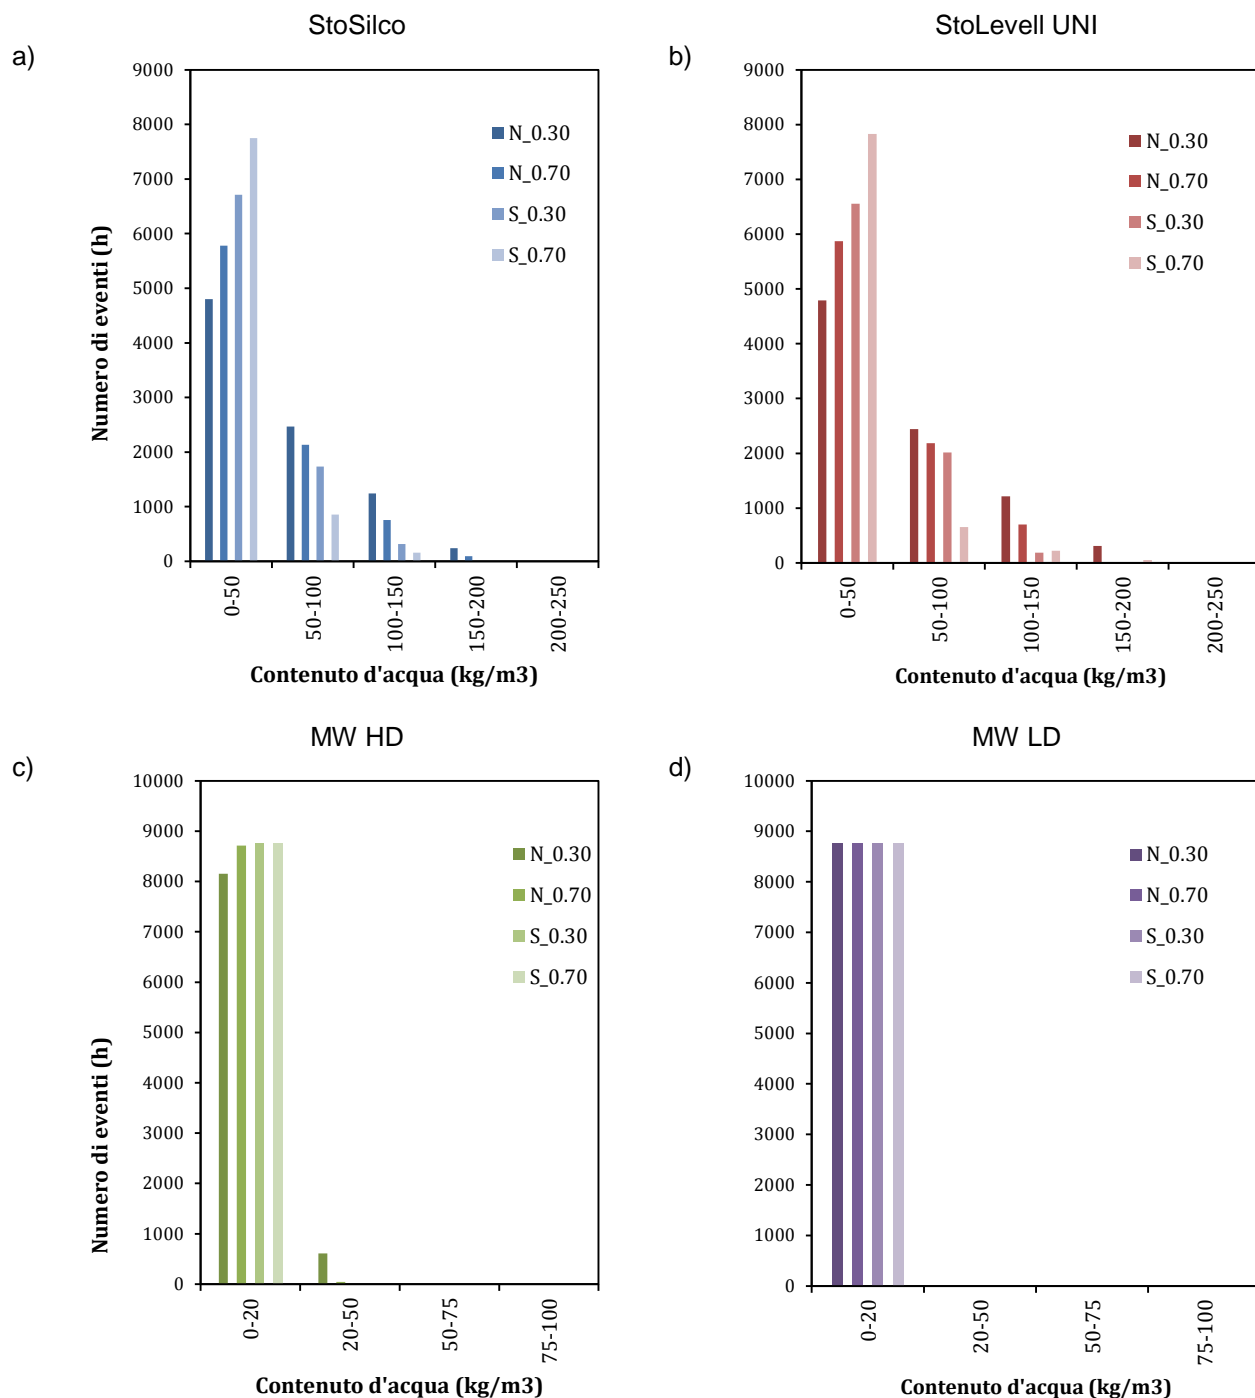 StoSilco
a)
9000
8000
7000
6000
5000
4000
3000
2000
1000
0
Numero di eventi (h)
N_0.30
N_0.70
S_0.30
S_0.70
0-50
50-100
100-150
150-200
200-250
Contenuto d'acqua (kg/m3)
StoLevell UNI
b)
9000
8000
7000
6000
5000
4000
3000
2000
1000
0
N_0.30
N_0.70
S_0.30
S_0.70
0-50
50-100
100-150
150-200
200-250
Contenuto d'acqua (kg/m3)
MW HD
c)
10000
9000
8000
7000
6000
5000
4000
3000
2000
1000
0
Numero di eventi (h)
N_0.30
N_0.70
S_0.30
S_0.70
0-20
20-50
50-75
75-100
Contenuto d'acqua (kg/m3)
MW LD
d)
10000
9000
8000
7000
6000
5000
4000
3000
2000
1000
0
N_0.30
N_0.70
S_0.30
S_0.70
0-20
20-50
50-75
75-100
Contenuto d'acqua (kg/m3)